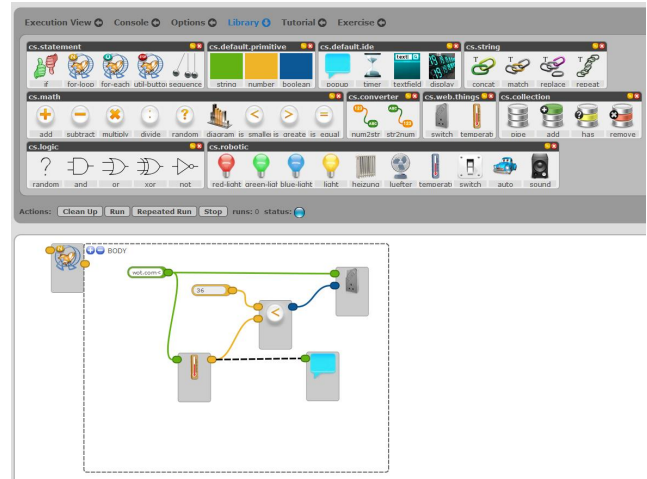 Execution View Console Options Library Tutorial Exercise
cs.statement cs.default.primitive cs.default.ide cs.string
if for-loop for-each util-button sequence string number boolean popup timer textfield display concat match replace repeat
cs.math cs.converter cs.web.things cs.collection
add subtract multiply divide random diagram is smaller is greater is equal num2str str2num switch temperati pipe add has remove
cs.logic cs.robotic
random and or xor not red-light green-light blue-light light heizung luefter temperati switch auto sound
Actions: Clean Up Run Repeated Run Stop runs: 0 status:
BODY
wot.com
36